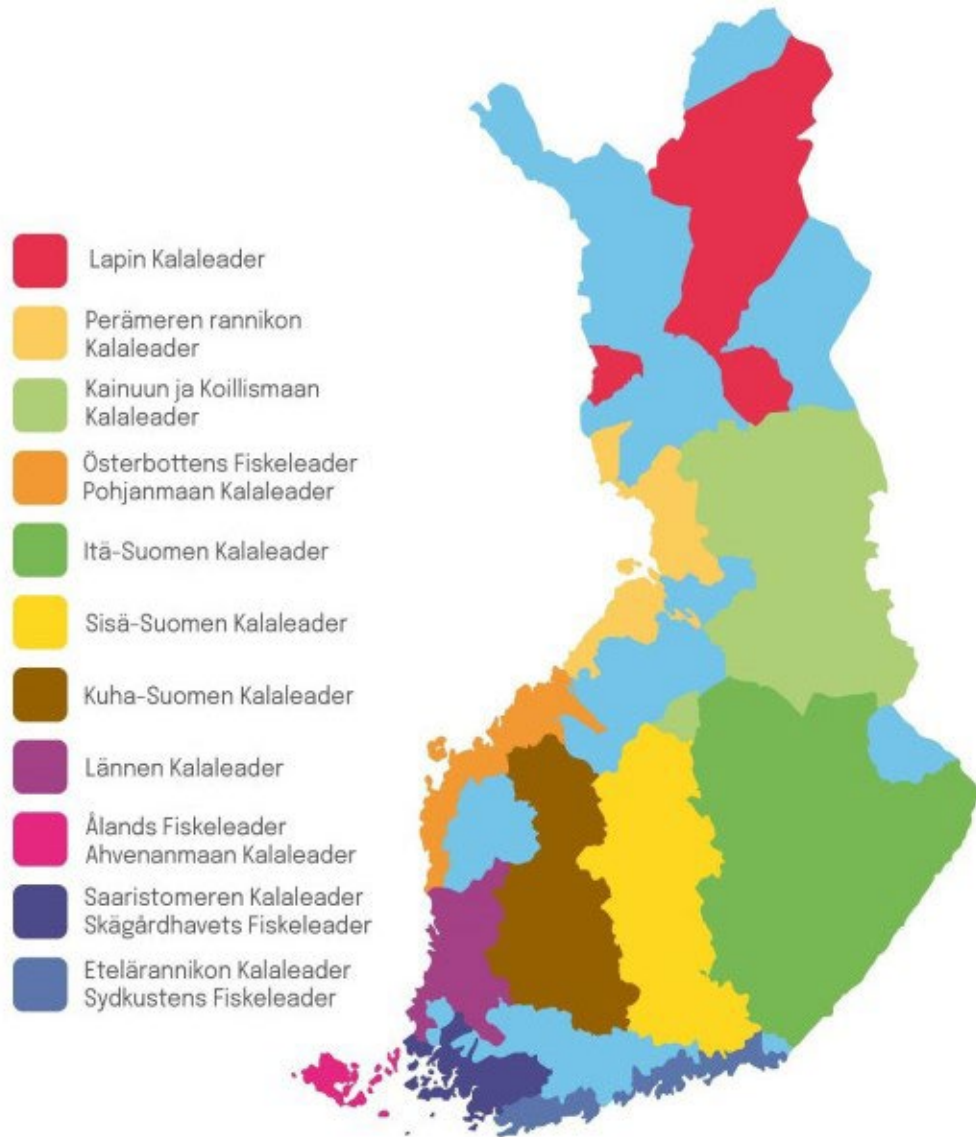 Lapin Kalaleader
Perämeren rannikon
Kalaleader
Kainuun ja Koillismaan
Kalaleader
Österbottens Fiskeleader
Pohjanmaan Kalaleader
Itä-Suomen Kalaleader
Sisä-Suomen Kalaleader
Kuha-Suomen Kalaleader
Lännen Kalaleader
Ålands Fiskeleader
Ahvenanmaan Kalaleader
Saaristomeren Kalaleader
Skägårdhavets Fiskeleader
Etelärannikon Kalaleader
Sydkustens Fiskeleader